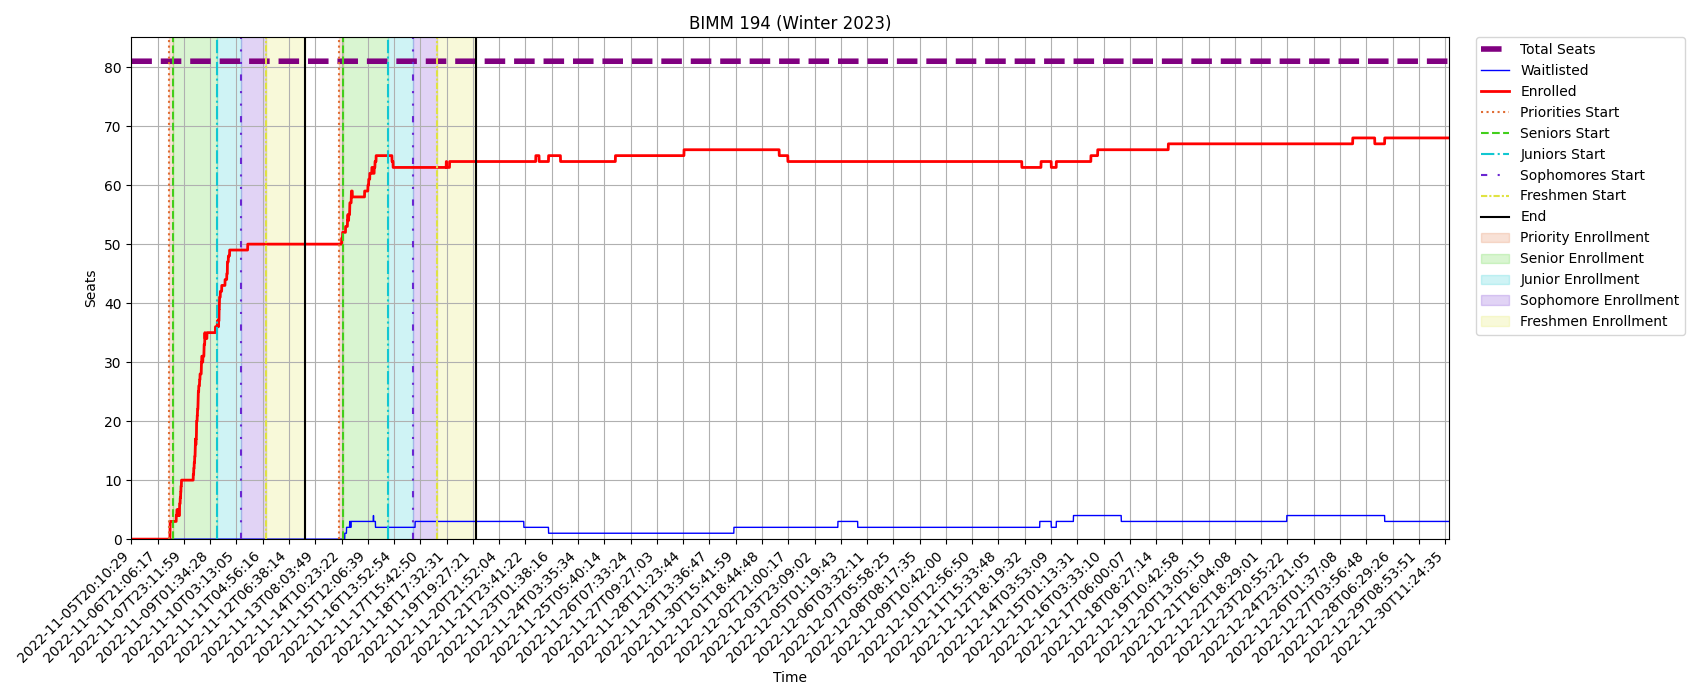 BIMM 194 (Winter 2023)
Total Seats
Waitlisted
Enrolled
Priorities Start
Seniors Start
Juniors Start
Sophomores Start
Freshmen Start
End
Priority Enrollment
Senior Enrollment
Junior Enrollment
Sophomore Enrollment
Freshmen Enrollment
Seats
80
70
60
50
40
30
20
10
0
2022-11-05T20:10:29
2022-11-06T21:06:17
2022-11-07T23:11:59
2022-11-09T01:34:28
2022-11-10T03:13:05
2022-11-11T04:56:16
2022-11-12T06:38:14
2022-11-13T08:03:49
2022-11-14T10:23:22
2022-11-15T12:06:39
2022-11-16T13:52:54
2022-11-17T15:42:50
2022-11-18T17:32:31
2022-11-19T19:27:21
2022-11-20T21:52:04
2022-11-21T23:41:22
2022-11-23T01:38:16
2022-11-24T03:35:34
2022-11-25T05:40:14
2022-11-26T07:33:24
2022-11-27T09:27:03
2022-11-28T11:23:44
2022-11-29T13:36:47
2022-11-30T15:41:59
2022-12-01T18:44:48
2022-12-02T21:00:17
2022-12-03T23:09:02
2022-12-05T01:19:43
2022-12-06T03:32:11
2022-12-07T05:58:25
2022-12-08T08:17:35
2022-12-09T10:42:00
2022-12-10T12:56:50
2022-12-11T15:33:48
2022-12-12T18:19:32
2022-12-14T03:53:09
2022-12-15T01:13:31
2022-12-16T03:33:10
2022-12-17T06:00:07
2022-12-18T08:27:14
2022-12-19T10:42:58
2022-12-20T13:05:15
2022-12-21T16:04:08
2022-12-22T18:29:01
2022-12-23T20:55:22
2022-12-24T23:21:05
2022-12-26T01:37:08
2022-12-27T03:56:48
2022-12-28T06:29:26
2022-12-29T08:53:51
2022-12-30T11:24:35
Time